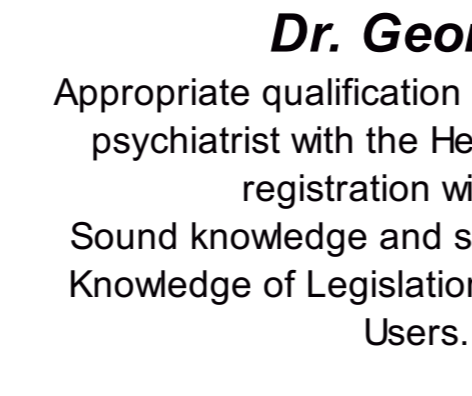 Dr. Geor
Appropriate qualification
psychiatrist with the He
registration wi
Sound knowledge and s
Knowledge of Legislation
Users.